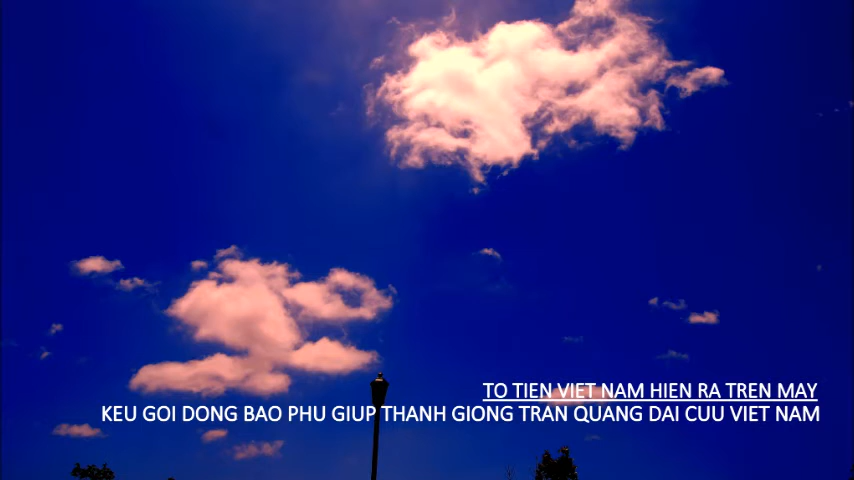 TO TIEN VIET NAM HIEN RA TREN MAY
KEU GOI DONG BAO PHU GIUP THANH GIONG TRAN QUANG DAI CUU VIET NAM